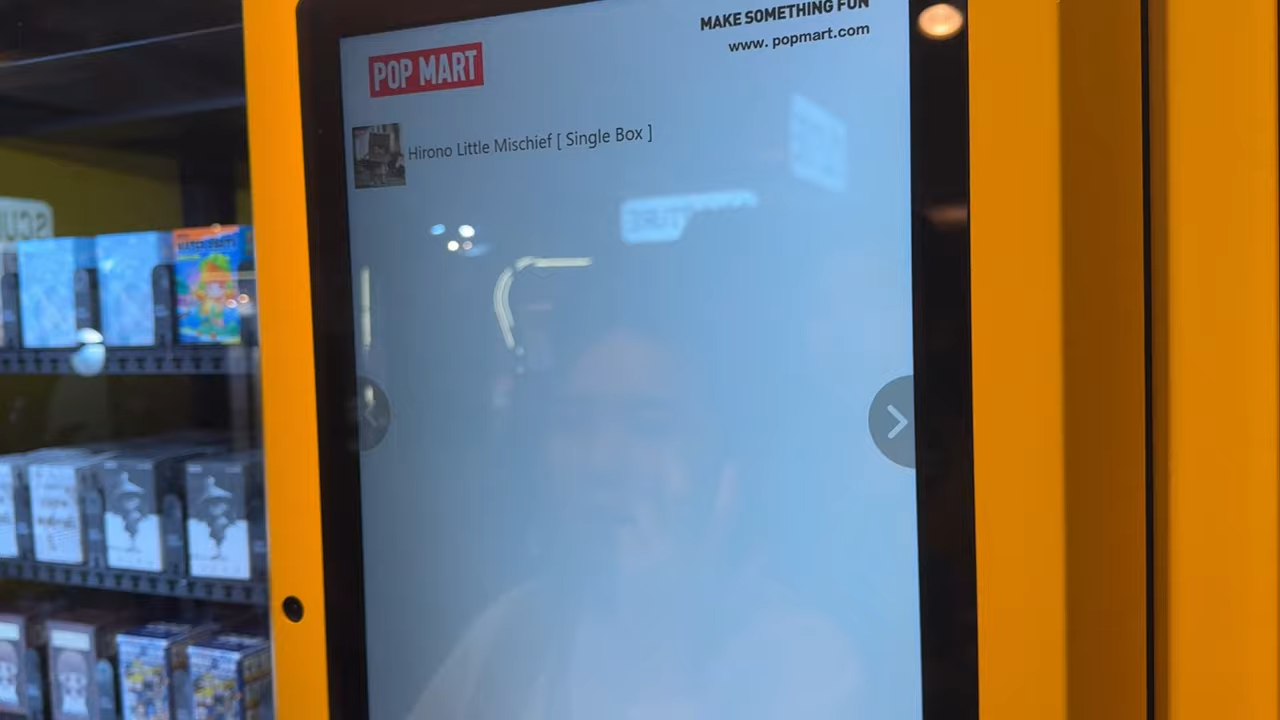 MAKE SOMETHING FUN
www. popmart.com
POP MART
Hirono Little Mischief [ Single Box ]